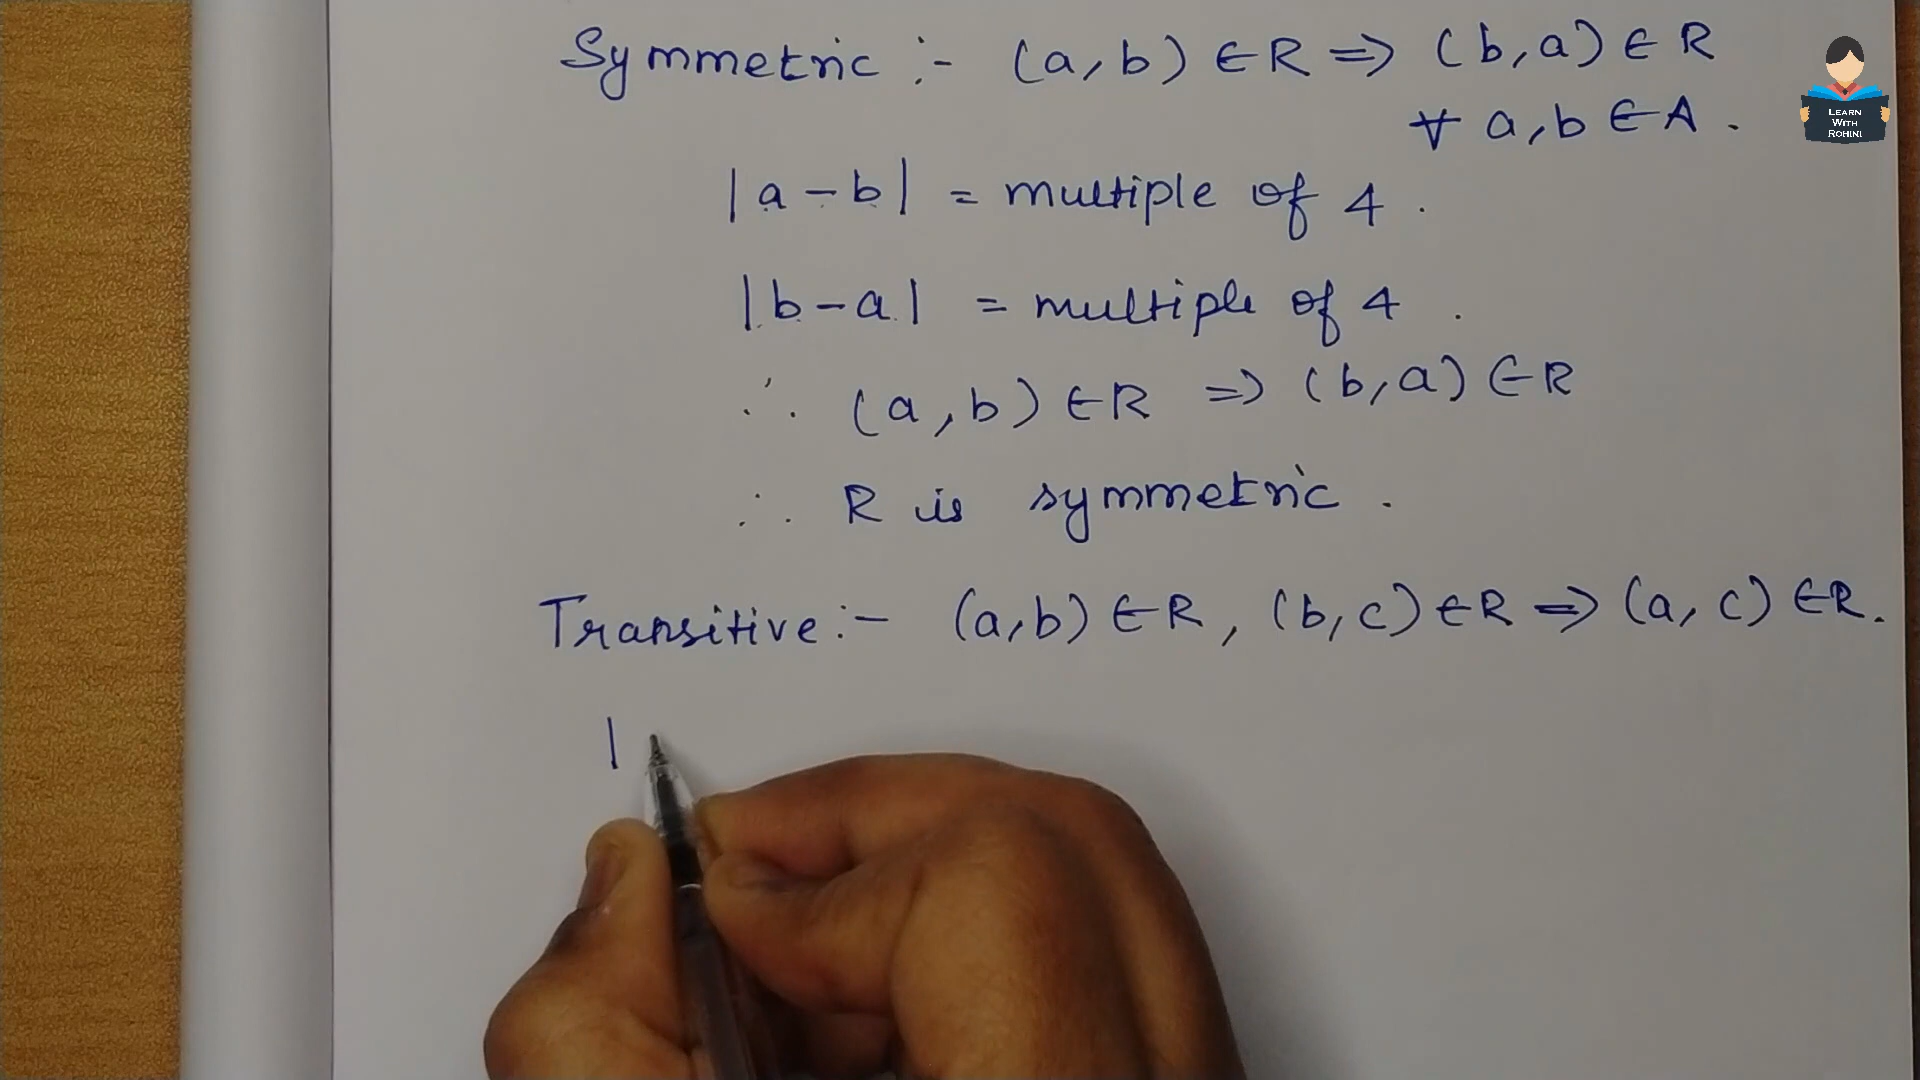 Symmetric :- (a, b) ∈ R ⇒ (b, a) ∈ R
∀ a, b ∈ A .
|a - b| = multiple of 4 .
|b - a| = multiple of 4 .
∴ (a, b) ∈ R ⇒ (b, a) ∈ R
∴ R is symmetric .
Transitive :- (a, b) ∈ R , (b, c) ∈ R ⇒ (a, c) ∈ R .
|
LEARN
WITH
ROHINI